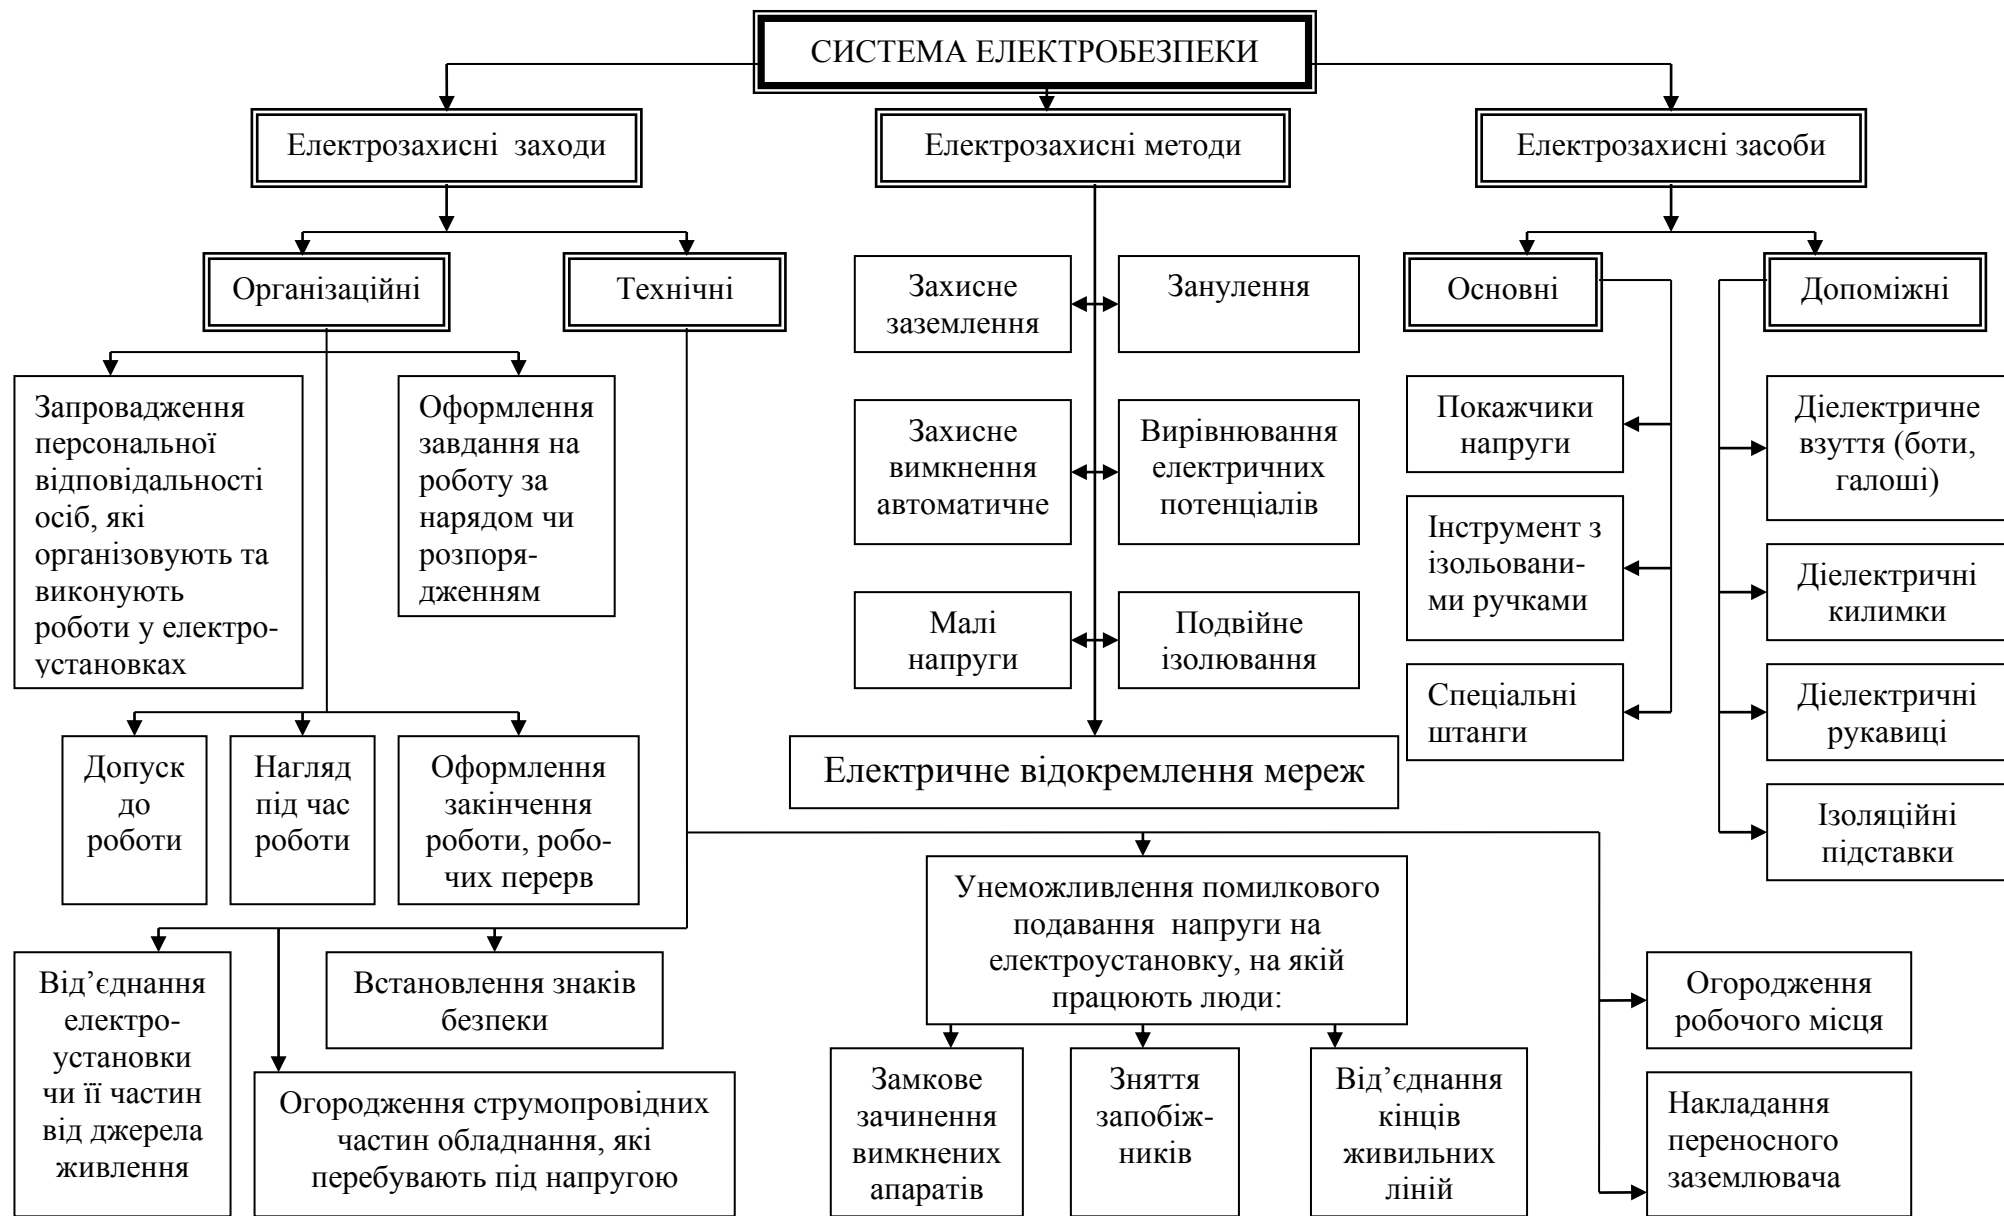 СИСТЕМА ЕЛЕКТРОБЕЗПЕКИ
Електрозахисні заходи
Електрозахисні методи
Електрозахисні засоби
Організаційні
Технічні
Захисне
заземлення
Занулення
Основні
Допоміжні
Запровадження
персональної
відповідальності
осіб, які
організовують та
виконують
роботи у електро-
установках
Оформлення
завдання на
роботу за
нарядом чи
розпоря-
дженням
Захисне
вимкнення
автоматичне
Вирівнювання
електричних
потенціалів
Покажчики
напруги
Діелектричне
взуття (боти,
галоші)
Інструмент з
ізольовани-
ми ручками
Діелектричні
килимки
Малі
напруги
Подвійне
ізолювання
Спеціальні
штанги
Діелектричні
рукавиці
Допуск
до
роботи
Нагляд
під час
роботи
Оформлення
закінчення
роботи, робо-
чих перерв
Електричне відокремлення мереж
Ізоляційні
підставки
Унеможливлення помилкового
подавання напруги на
електроустановку, на якій
працюють люди:
Від’єднання
електро-
установки
чи її частин
від джерела
живлення
Встановлення знаків
безпеки
Огородження струмопровідних
частин обладнання, які
перебувають під напругою
Замкове
зачинення
вимкнених
апаратів
Зняття
запобіж-
ників
Від’єднання
кінців
живильних
ліній
Огородження
робочого місця
Накладання
переносного
заземлювача